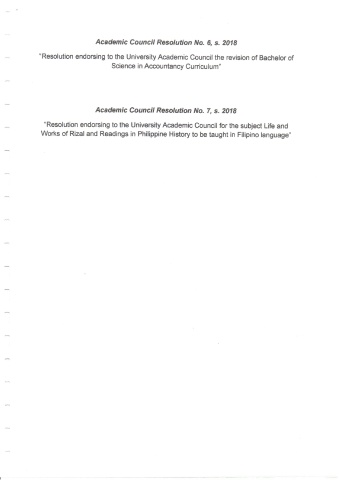 Academic Council Resolution No. 6, s. 2018
"Resolution endorsing to the University Academic Council the revision of Bachelor of
Science in Accountancy Curriculum"
Academic Council Resolution No. 7, s. 2018
"Resolution endorsing to the University Academic Council for the subject Life and
Works of Rizal and Readings in Philippine History to be taught in Filipino language"